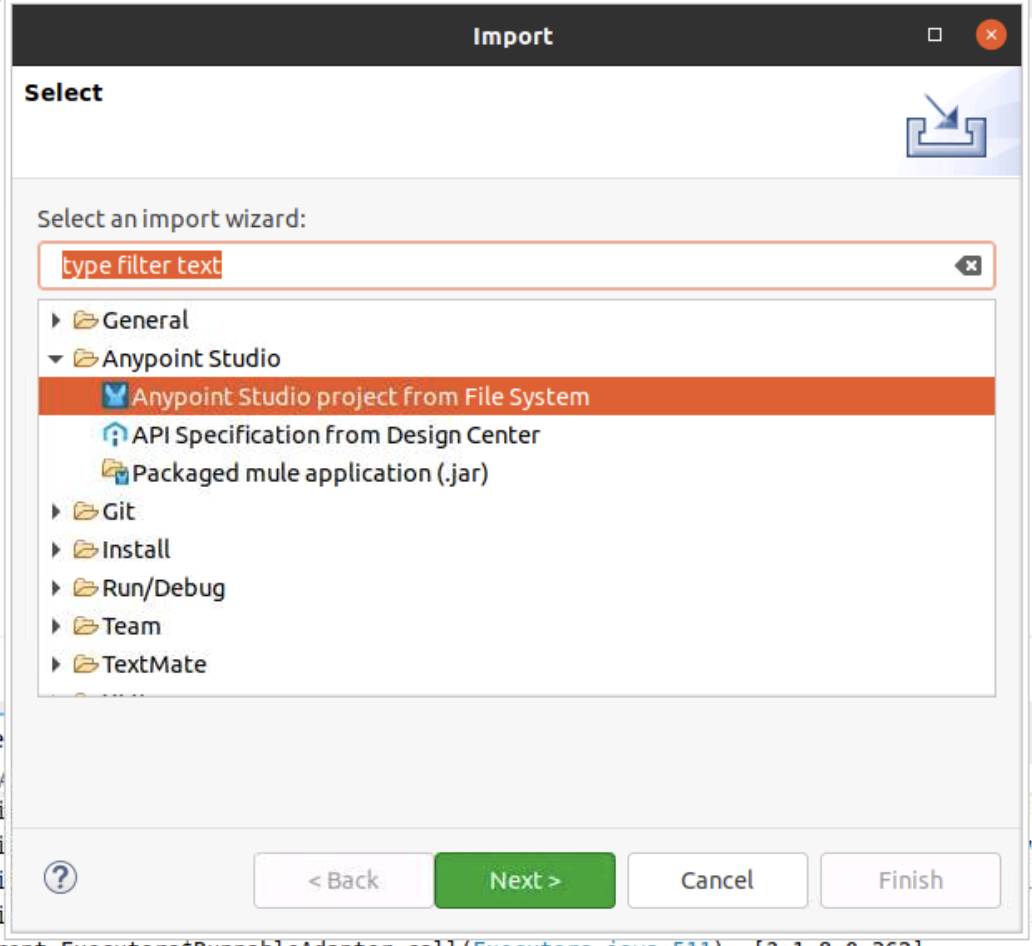 Import
Select
Select an import wizard:
type filter text
General
Anypoint Studio
Anypoint Studio project from File System
API Specification from Design Center
Packaged mule application (.jar)
Git
Install
Run/Debug
Team
TextMate
< Back
Next >
Cancel
Finish